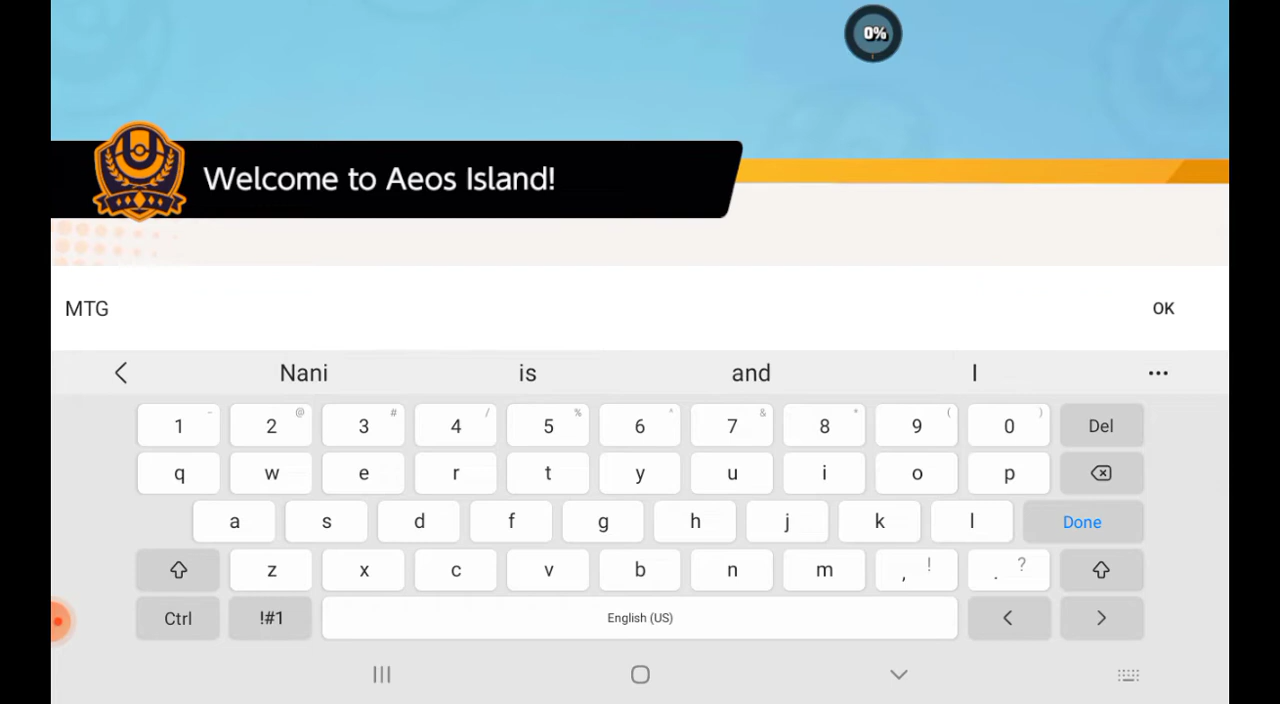 0%
Welcome to Aeos Island!
MTG OK
Nani is and I ...
1 - 2 @ 3 # 4 / 5 % 6 ^ 7 & 8 * 9 ( 0 ) Del
q w e r t y u i o p
a s d f g h j k l Done
z x c v b n m , ! . ?
Ctrl !#1 English (US) < >